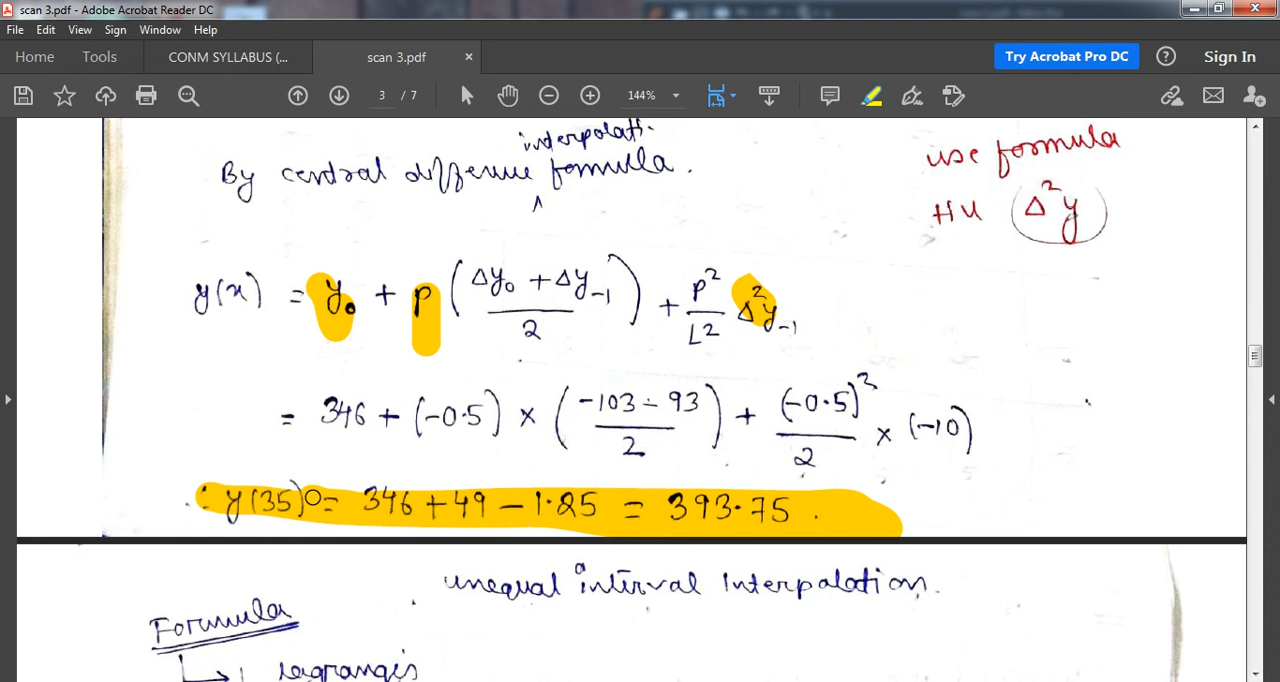 scan 3.pdf - Adobe Acrobat Reader DC
File Edit View Sign Window Help
Home Tools CONM SYLLABUS (... scan 3.pdf × Try Acrobat Pro DC ? Sign In
3 / 7 144%
interpolati.
By central difference ^ formula.
use formula
till Δ²y
y(x) = y₀ + p ( (Δy₀ + Δy₋₁) / 2 ) + p²/L2 Δ²y₋₁
= 346 + (-0.5) × ( (-103 - 93) / 2 ) + (-0.5)²/2 × (-10)
∴ y(35) = 346 + 49 - 1.25 = 393.75 .
unequal interval Interpalation.
Formula
1 lagrangis